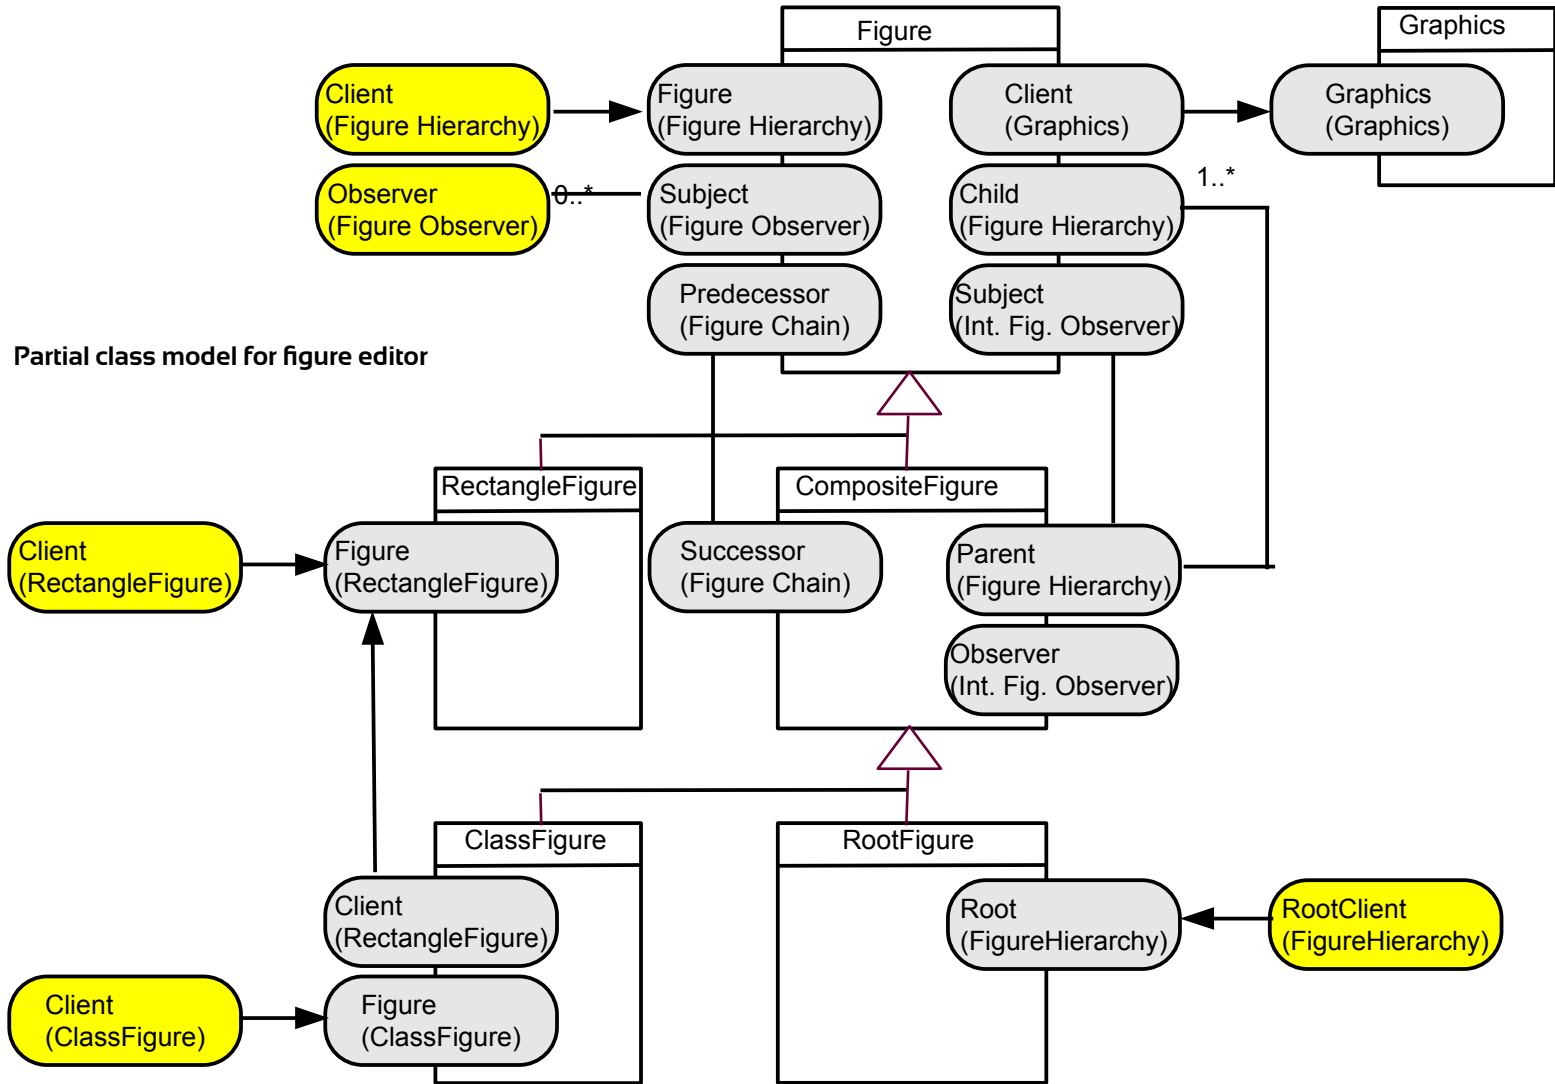 Figure
Graphics
Client
(Figure Hierarchy)
Figure
(Figure Hierarchy)
Client
(Graphics)
Graphics
(Graphics)
Observer
(Figure Observer)
0..*
Subject
(Figure Observer)
Child
(Figure Hierarchy)
1..*
Predecessor
(Figure Chain)
Subject
(Int. Fig. Observer)
Partial class model for figure editor
RectangleFigure
CompositeFigure
Client
(RectangleFigure)
Figure
(RectangleFigure)
Successor
(Figure Chain)
Parent
(Figure Hierarchy)
Observer
(Int. Fig. Observer)
ClassFigure
RootFigure
Client
(RectangleFigure)
Root
(FigureHierarchy)
RootClient
(FigureHierarchy)
Client
(ClassFigure)
Figure
(ClassFigure)